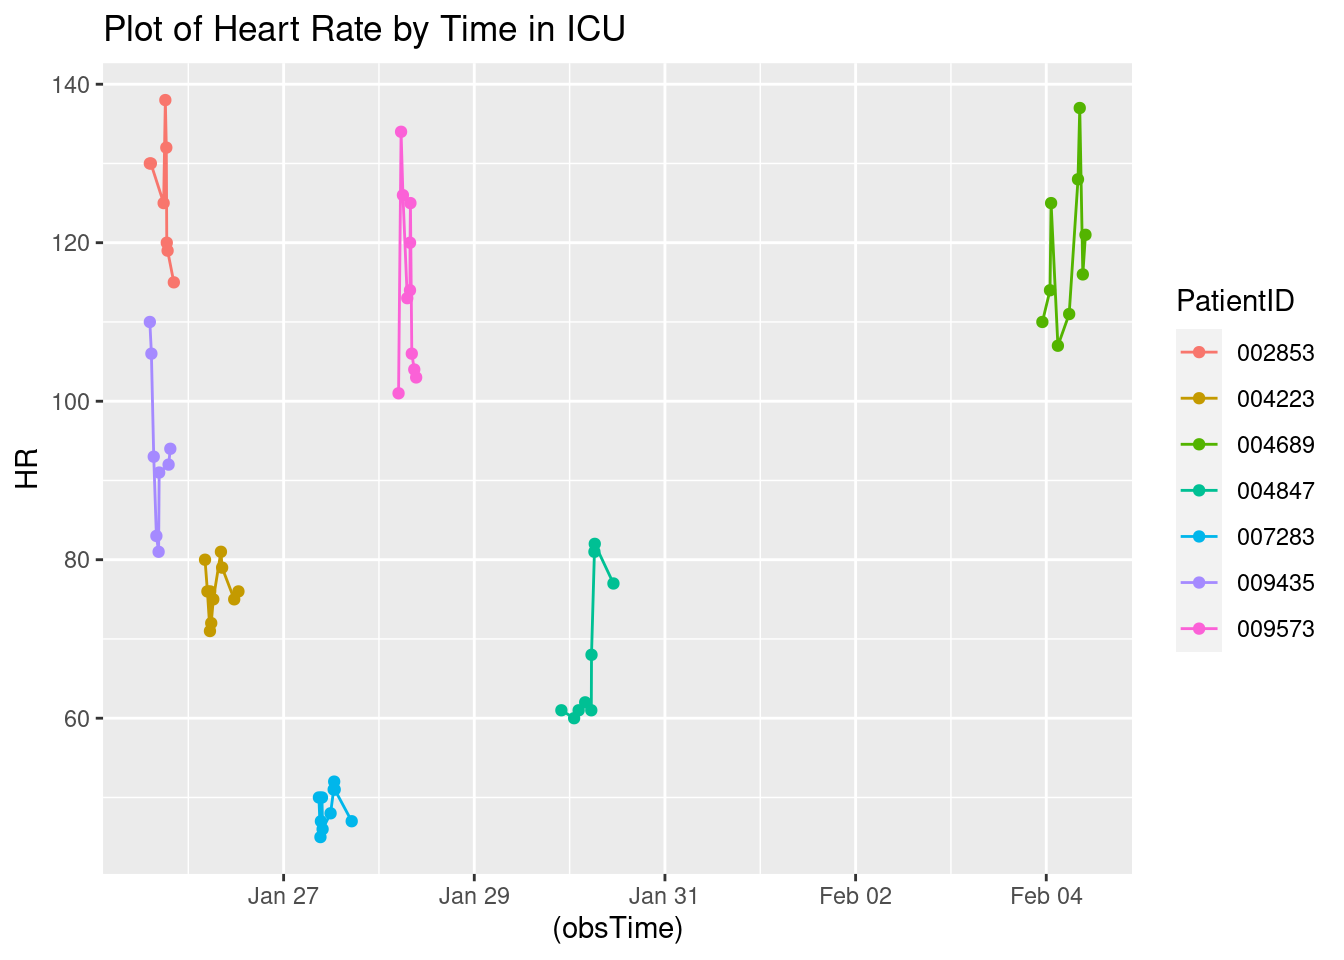 Plot of Heart Rate by Time in ICU
140
120
100
80
60
HR
Jan 27
Jan 29
Jan 31
Feb 02
Feb 04
(obsTime)
PatientID
002853
004223
004689
004847
007283
009435
009573